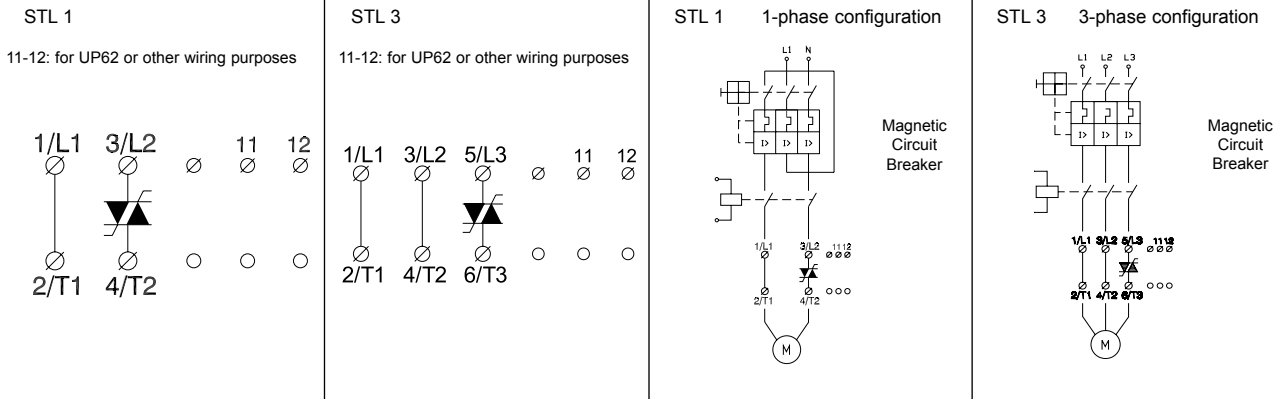 STL 1
11-12: for UP62 or other wiring purposes
1/L1 3/L2 11 12
2/T1 4/T2
STL 3
11-12: for UP62 or other wiring purposes
1/L1 3/L2 5/L3 11 12
2/T1 4/T2 6/T3
STL 1 1-phase configuration
L1 N
I> I> I>
Magnetic
Circuit
Breaker
1/L1 3/L2 11 12
2/T1 4/T2
M
STL 3 3-phase configuration
L1 L2 L3
I> I> I>
Magnetic
Circuit
Breaker
1/L1 3/L2 5/L3 11 12
2/T1 4/T2 6/T3
M